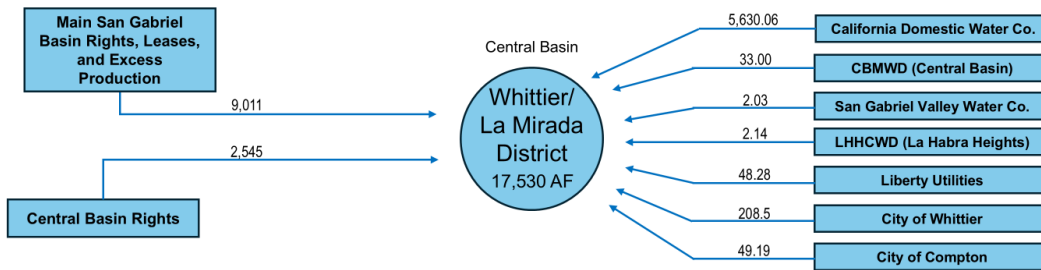 Main San Gabriel
Basin Rights, Leases,
and Excess
Production
9,011
2,545
Central Basin Rights
Central Basin
Whittier/
La Mirada
District
17,530 AF
5,630.06
California Domestic Water Co.
33.00
CBMWD (Central Basin)
2.03
San Gabriel Valley Water Co.
2.14
LHHCWD (La Habra Heights)
48.28
Liberty Utilities
208.5
City of Whittier
49.19
City of Compton